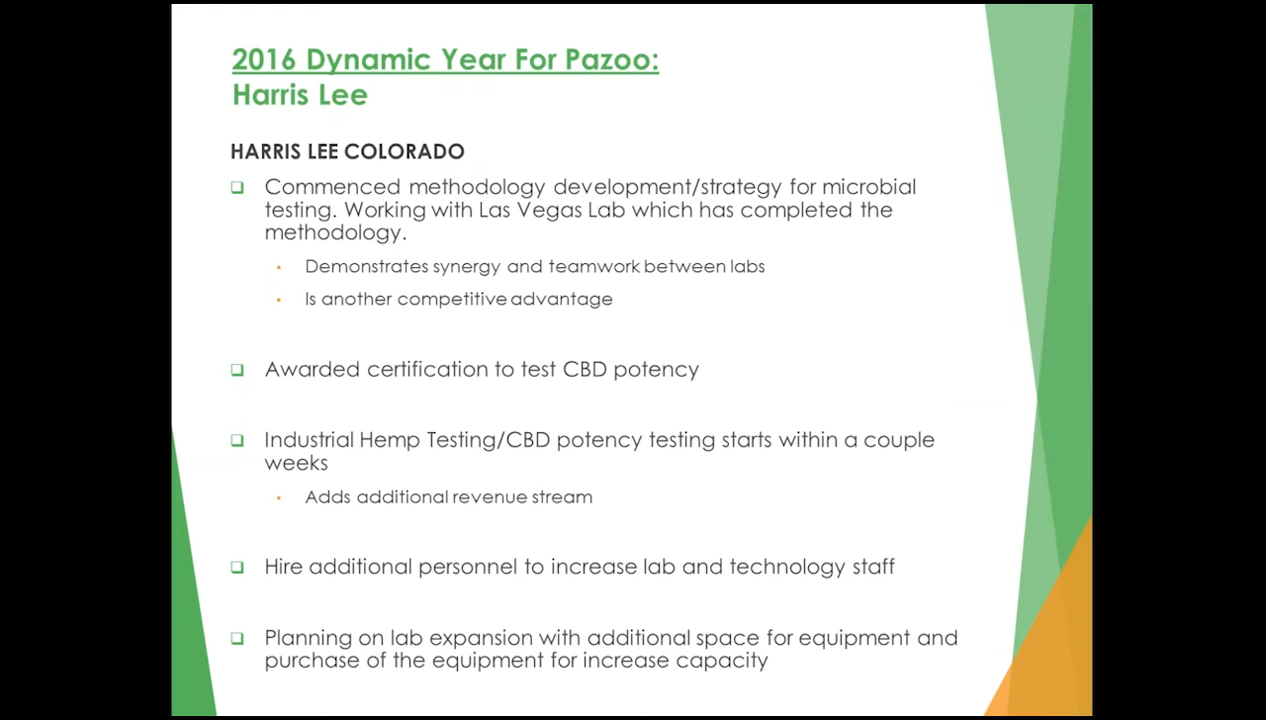 2016 Dynamic Year For Pazoo:
Harris Lee
HARRIS LEE COLORADO
Commenced methodology development/strategy for microbial
testing. Working with Las Vegas Lab which has completed the
methodology.
Demonstrates synergy and teamwork between labs
Is another competitive advantage
Awarded certification to test CBD potency
Industrial Hemp Testing/CBD potency testing starts within a couple
weeks
Adds additional revenue stream
Hire additional personnel to increase lab and technology staff
Planning on lab expansion with additional space for equipment and
purchase of the equipment for increase capacity